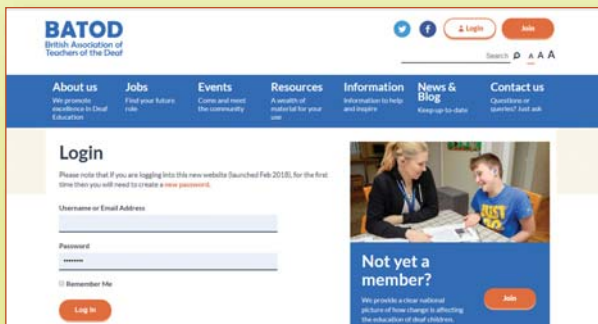 BATOD
British Association of
Teachers of the Deaf
Login
Join
Search
A A A
About us
We promote
excellence in Deaf
Education
Jobs
Find your future
role
Events
Come and meet
the community
Resources
A wealth of
material for your
use
Information
Information to help
and inspire
News &
Blog
Keep up-to-date
Contact us
Questions or
queries? Just ask
Login
Please note that if you are logging into this new website (launched Feb 2018), for the first
time then you will need to create a new password.
Username or Email Address
Password
••••••••
Remember Me
Log In
JUST
DO
Not yet a
member?
We provide a clear national
picture of how change is affecting
the education of deaf children.
Join